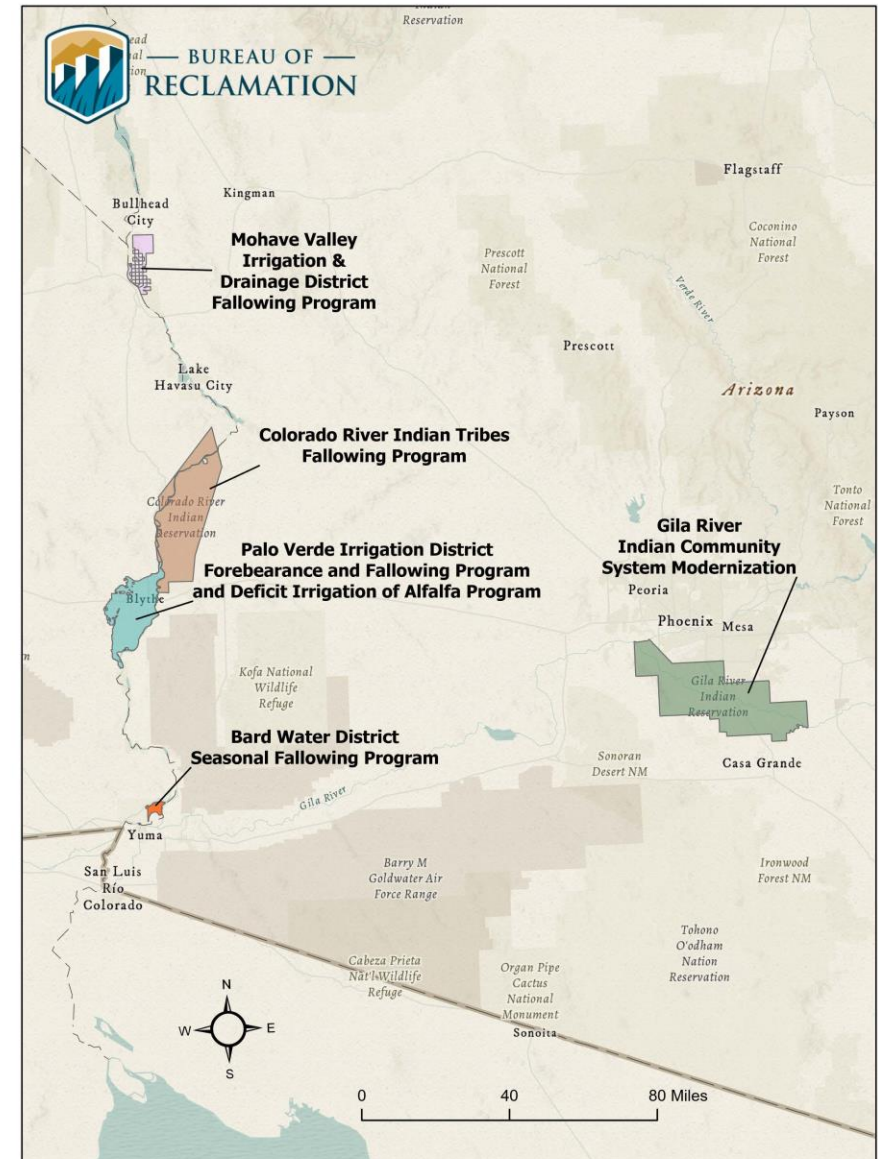 Reservation
BUREAU OF
RECLAMATION
Flagstaff
Kingman
Bullhead
City
Coconino
National
Forest
Mohave Valley
Irrigation &
Drainage District
Fallowing Program
Prescott
National
Forest
Verde River
Prescott
Lake
Havasu City
Arizona
Payson
Colorado River Indian Tribes
Fallowing Program
Tonto
National
Forest
Colorado River
Indian
Reservation
Gila River
Indian Community
System Modernization
Palo Verde Irrigation District
Forebearance and Fallowing Program
and Deficit Irrigation of Alfalfa Program
Blythe
Peoria
Phoenix
Mesa
Kofa National
Wildlife
Refuge
Gila River
Indian
Reservation
Bard Water District
Seasonal Fallowing Program
Sonoran
Desert NM
Casa Grande
Gila River
Yuma
San Luis
Río
Colorado
Barry M
Goldwater Air
Force Range
Ironwood
Forest NM
Tohono
O'odham
Nation
Reservation
Cabeza Prieta
Nat'l Wildlife
Refuge
Organ Pipe
Cactus
National
Monument
Sonoita
N
W
E
S
0 40 80 Miles